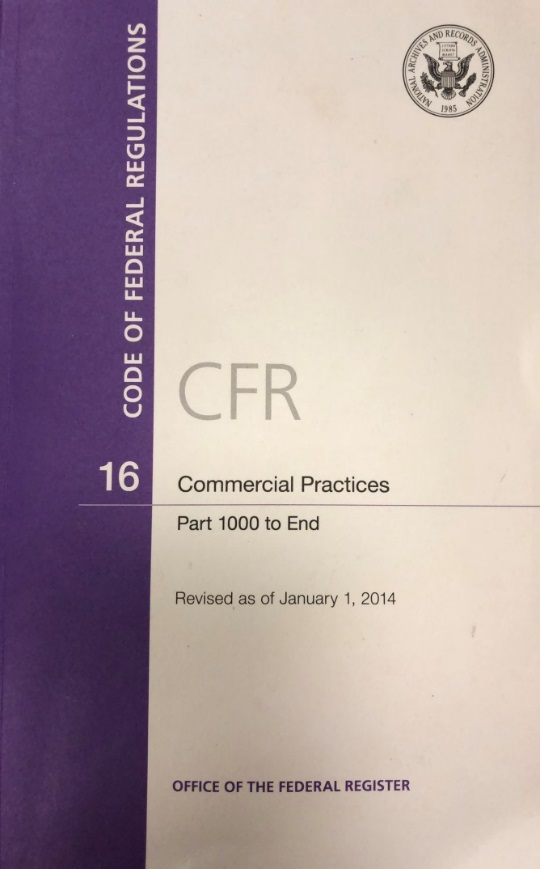 CODE OF FEDERAL REGULATIONS
NATIONAL ARCHIVES AND RECORDS ADMINISTRATION
1985
CFR
16
Commercial Practices
Part 1000 to End
Revised as of January 1, 2014
OFFICE OF THE FEDERAL REGISTER